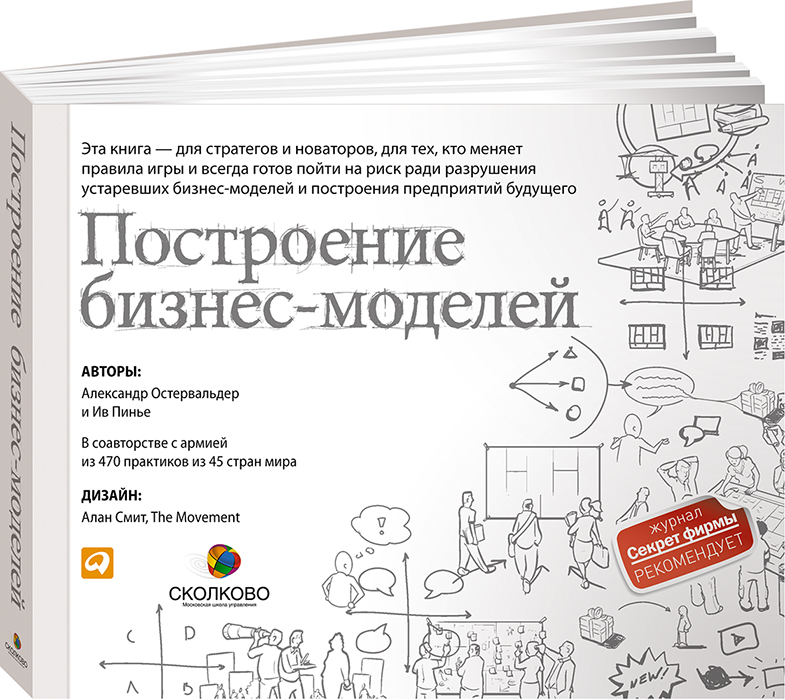 Эта книга — для стратегов и новаторов, для тех, кто меняет
правила игры и всегда готов пойти на риск ради разрушения
устаревших бизнес-моделей и построения предприятий будущего
Построение
бизнес-моделей
АВТОРЫ:
Александр Остервальдер
и Ив Пинье
В соавторстве с армией
из 470 практиков из 45 стран мира
ДИЗАЙН:
Алан Смит, The Movement
СКОЛКОВО
Московская школа управления
журнал
Секрет фирмы
РЕКОМЕНДУЕТ
C D
B A
NEW!
Построение бизнес-моделей
СКОЛКОВО